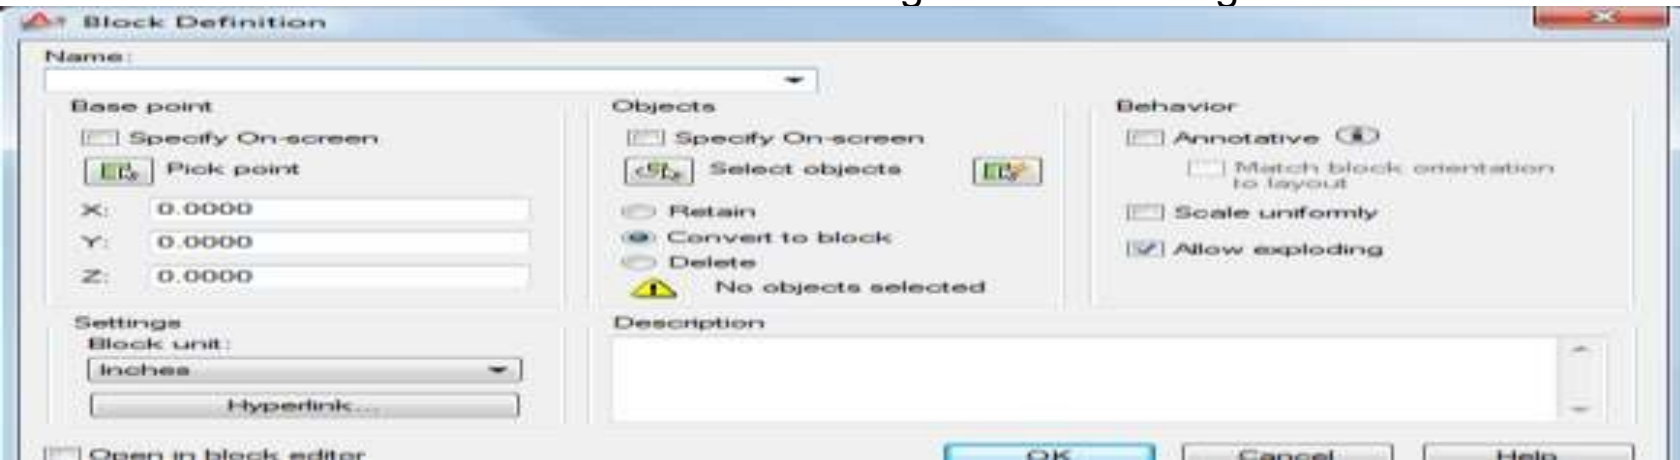 Block Definition
Name:
Base point
Specify On-screen
Pick point
X: 0.0000
Y: 0.0000
Z: 0.0000
Objects
Specify On-screen
Select objects
Retain
Convert to block
Delete
No objects selected
Behavior
Annotative
Match block orientation
to layout
Scale uniformly
Allow exploding
Settings
Block unit:
Inches
Hyperlink...
Description
Open in block editor
OK Cancel Help